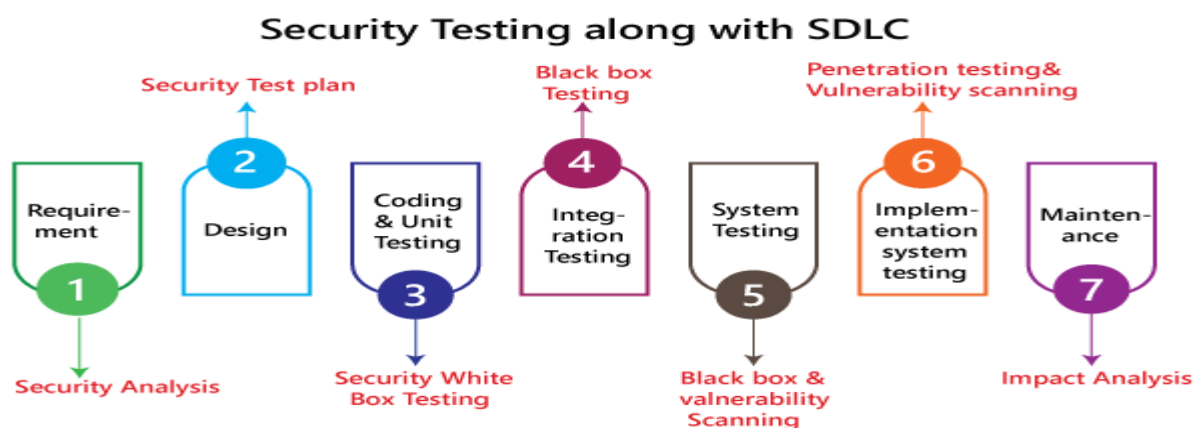 Security Testing along with SDLC
Security Test plan
Black box
Testing
Penetration testing&
Vulnerability scanning
1
Require-
ment
Security Analysis
2
Design
Coding
& Unit
Testing
3
Security White
Box Testing
4
Integ-
ration
Testing
System
Testing
5
Black box &
valnerability
Scanning
6
Implem-
entation
system
testing
Mainten-
ance
7
Impact Analysis